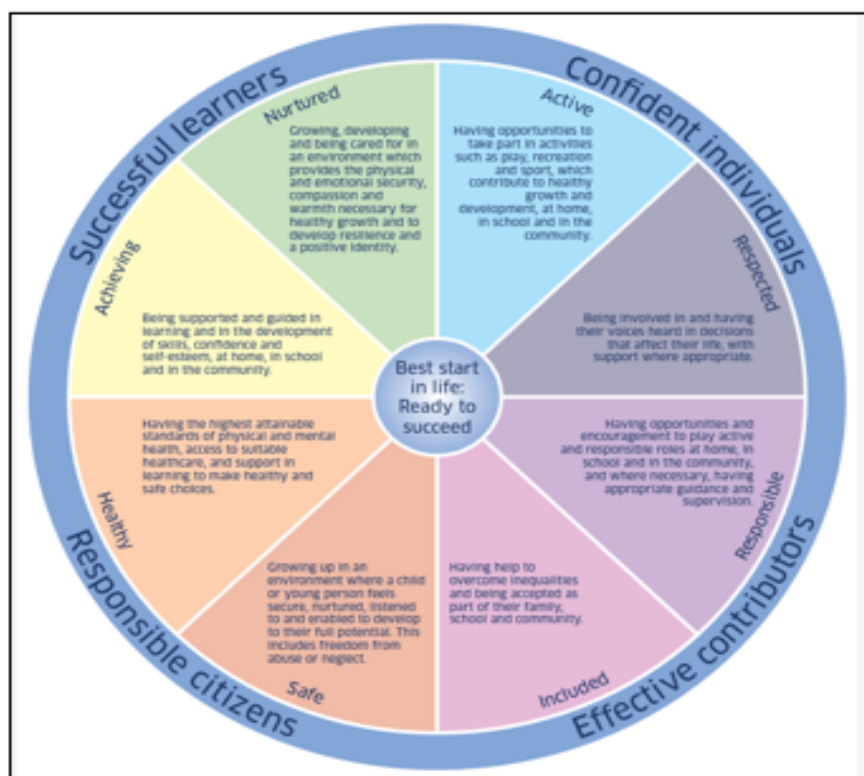 Successful learners
Confident individuals
Nurtured
Growing, developing
and being cared for in
an environment which
provides the physical
and emotional security,
compassion and
warmth necessary for
healthy growth and to
develop resilience and
a positive identity.
Active
Having opportunities to
take part in activities
such as play, recreation
and sport, which
contribute to healthy
growth and
development, at home,
in school and in the
community.
Respected
Being involved in and having
their voices heard in decisions
that affect their life, with
support where appropriate.
Responsible
Having opportunities and
encouragement to play active
and responsible roles at home, in
school and in the community,
and where necessary, having
appropriate guidance and
supervision.
Included
Having help to
overcome inequalities
and being accepted as
part of their family,
school and community.
Safe
Growing up in an
environment where a child
or young person feels
secure, nurtured, listened
to and enabled to develop
to their full potential. This
includes freedom from
abuse or neglect.
Healthy
Having the highest attainable
standards of physical and mental
health, access to suitable
healthcare, and support in
learning to make healthy and
safe choices.
Achieving
Being supported and guided in
learning and in the development
of skills, confidence and
self-esteem, at home, in school
and in the community.
Best start
in life:
Ready to
succeed
Responsible citizens
Effective contributors